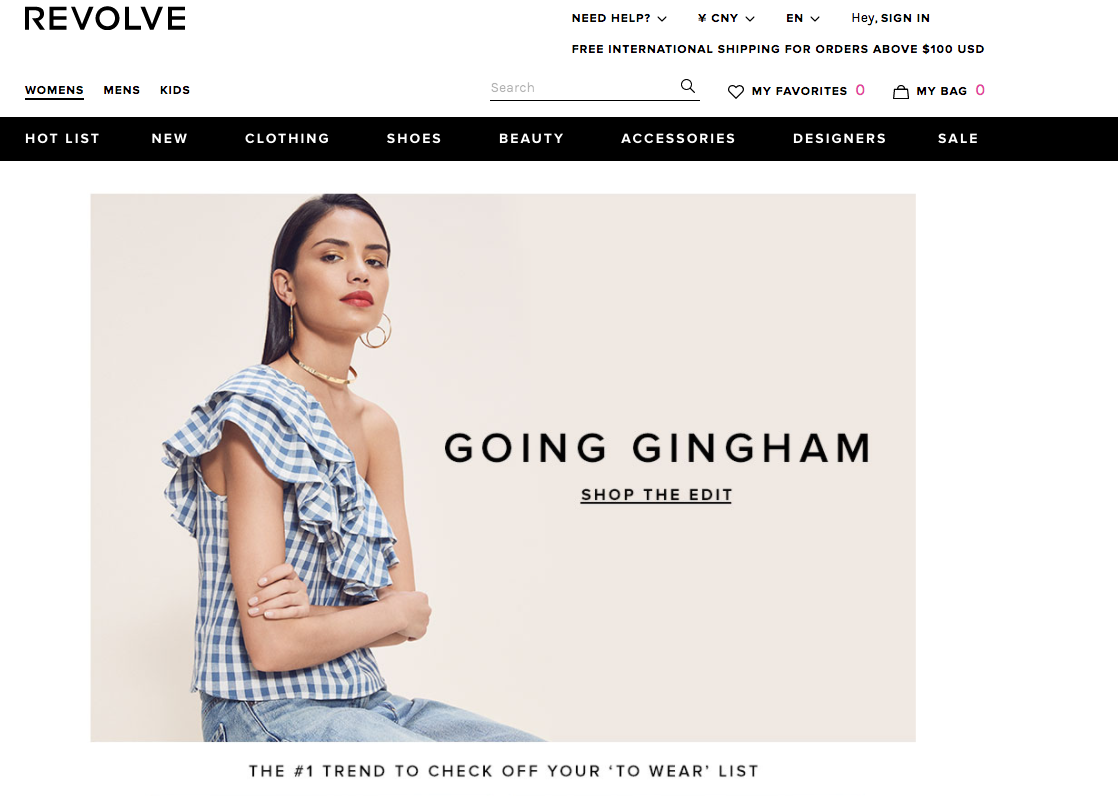 REVOLVE
NEED HELP? ¥ CNY EN Hey, SIGN IN
FREE INTERNATIONAL SHIPPING FOR ORDERS ABOVE $100 USD
WOMENS MENS KIDS Search MY FAVORITES 0 MY BAG 0
HOT LIST NEW CLOTHING SHOES BEAUTY ACCESSORIES DESIGNERS SALE
GOING GINGHAM
SHOP THE EDIT
THE #1 TREND TO CHECK OFF YOUR ‘TO WEAR’ LIST